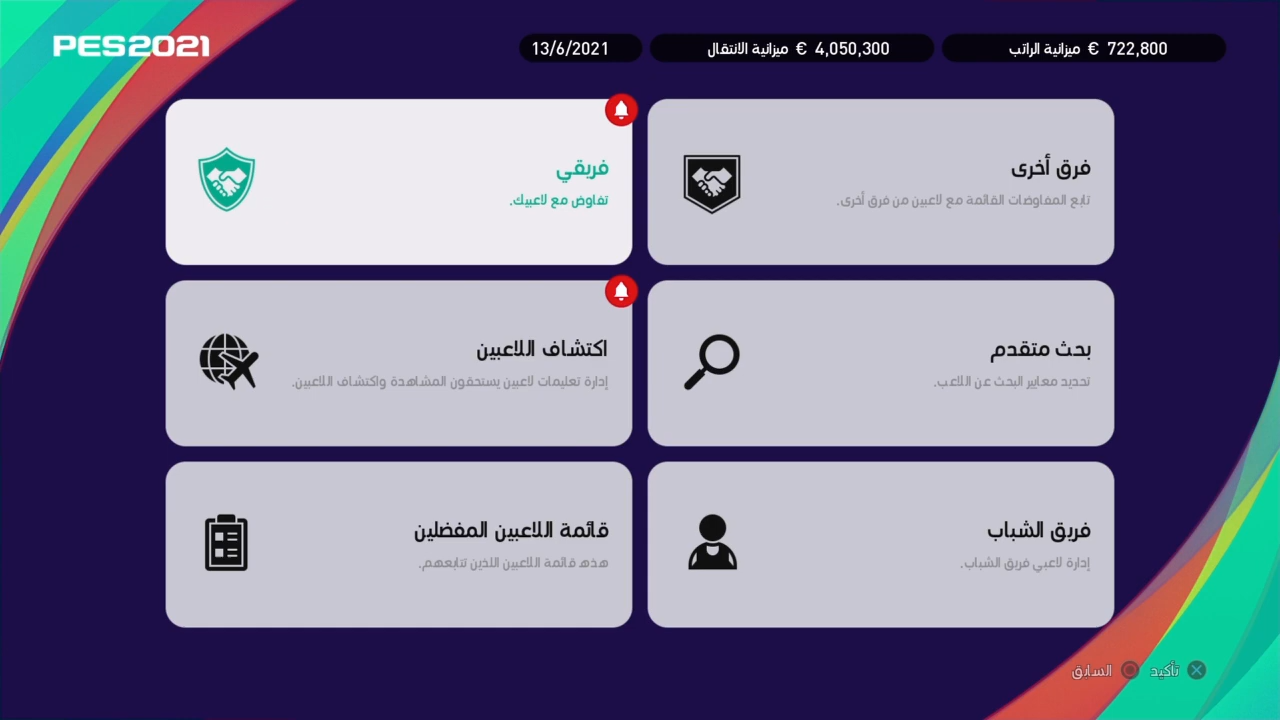 PES2021
13/6/2021
ميزانية الانتقال € 4,050,300
ميزانية الراتب € 722,800
فريقي
تفاوض مع لاعبيك.
فرق أخرى
تابع المفاوضات القائمة مع لاعبين من فرق أخرى.
اكتشاف اللاعبين
إدارة تعليمات لاعبين يستحقون المشاهدة واكتشاف اللاعبين.
بحث متقدم
تحديد معايير البحث عن اللاعب.
قائمة اللاعبين المفضلين
هذه قائمة اللاعبين اللذين تتابعهم.
فريق الشباب
إدارة لاعبي فريق الشباب.
السابق
تأكيد